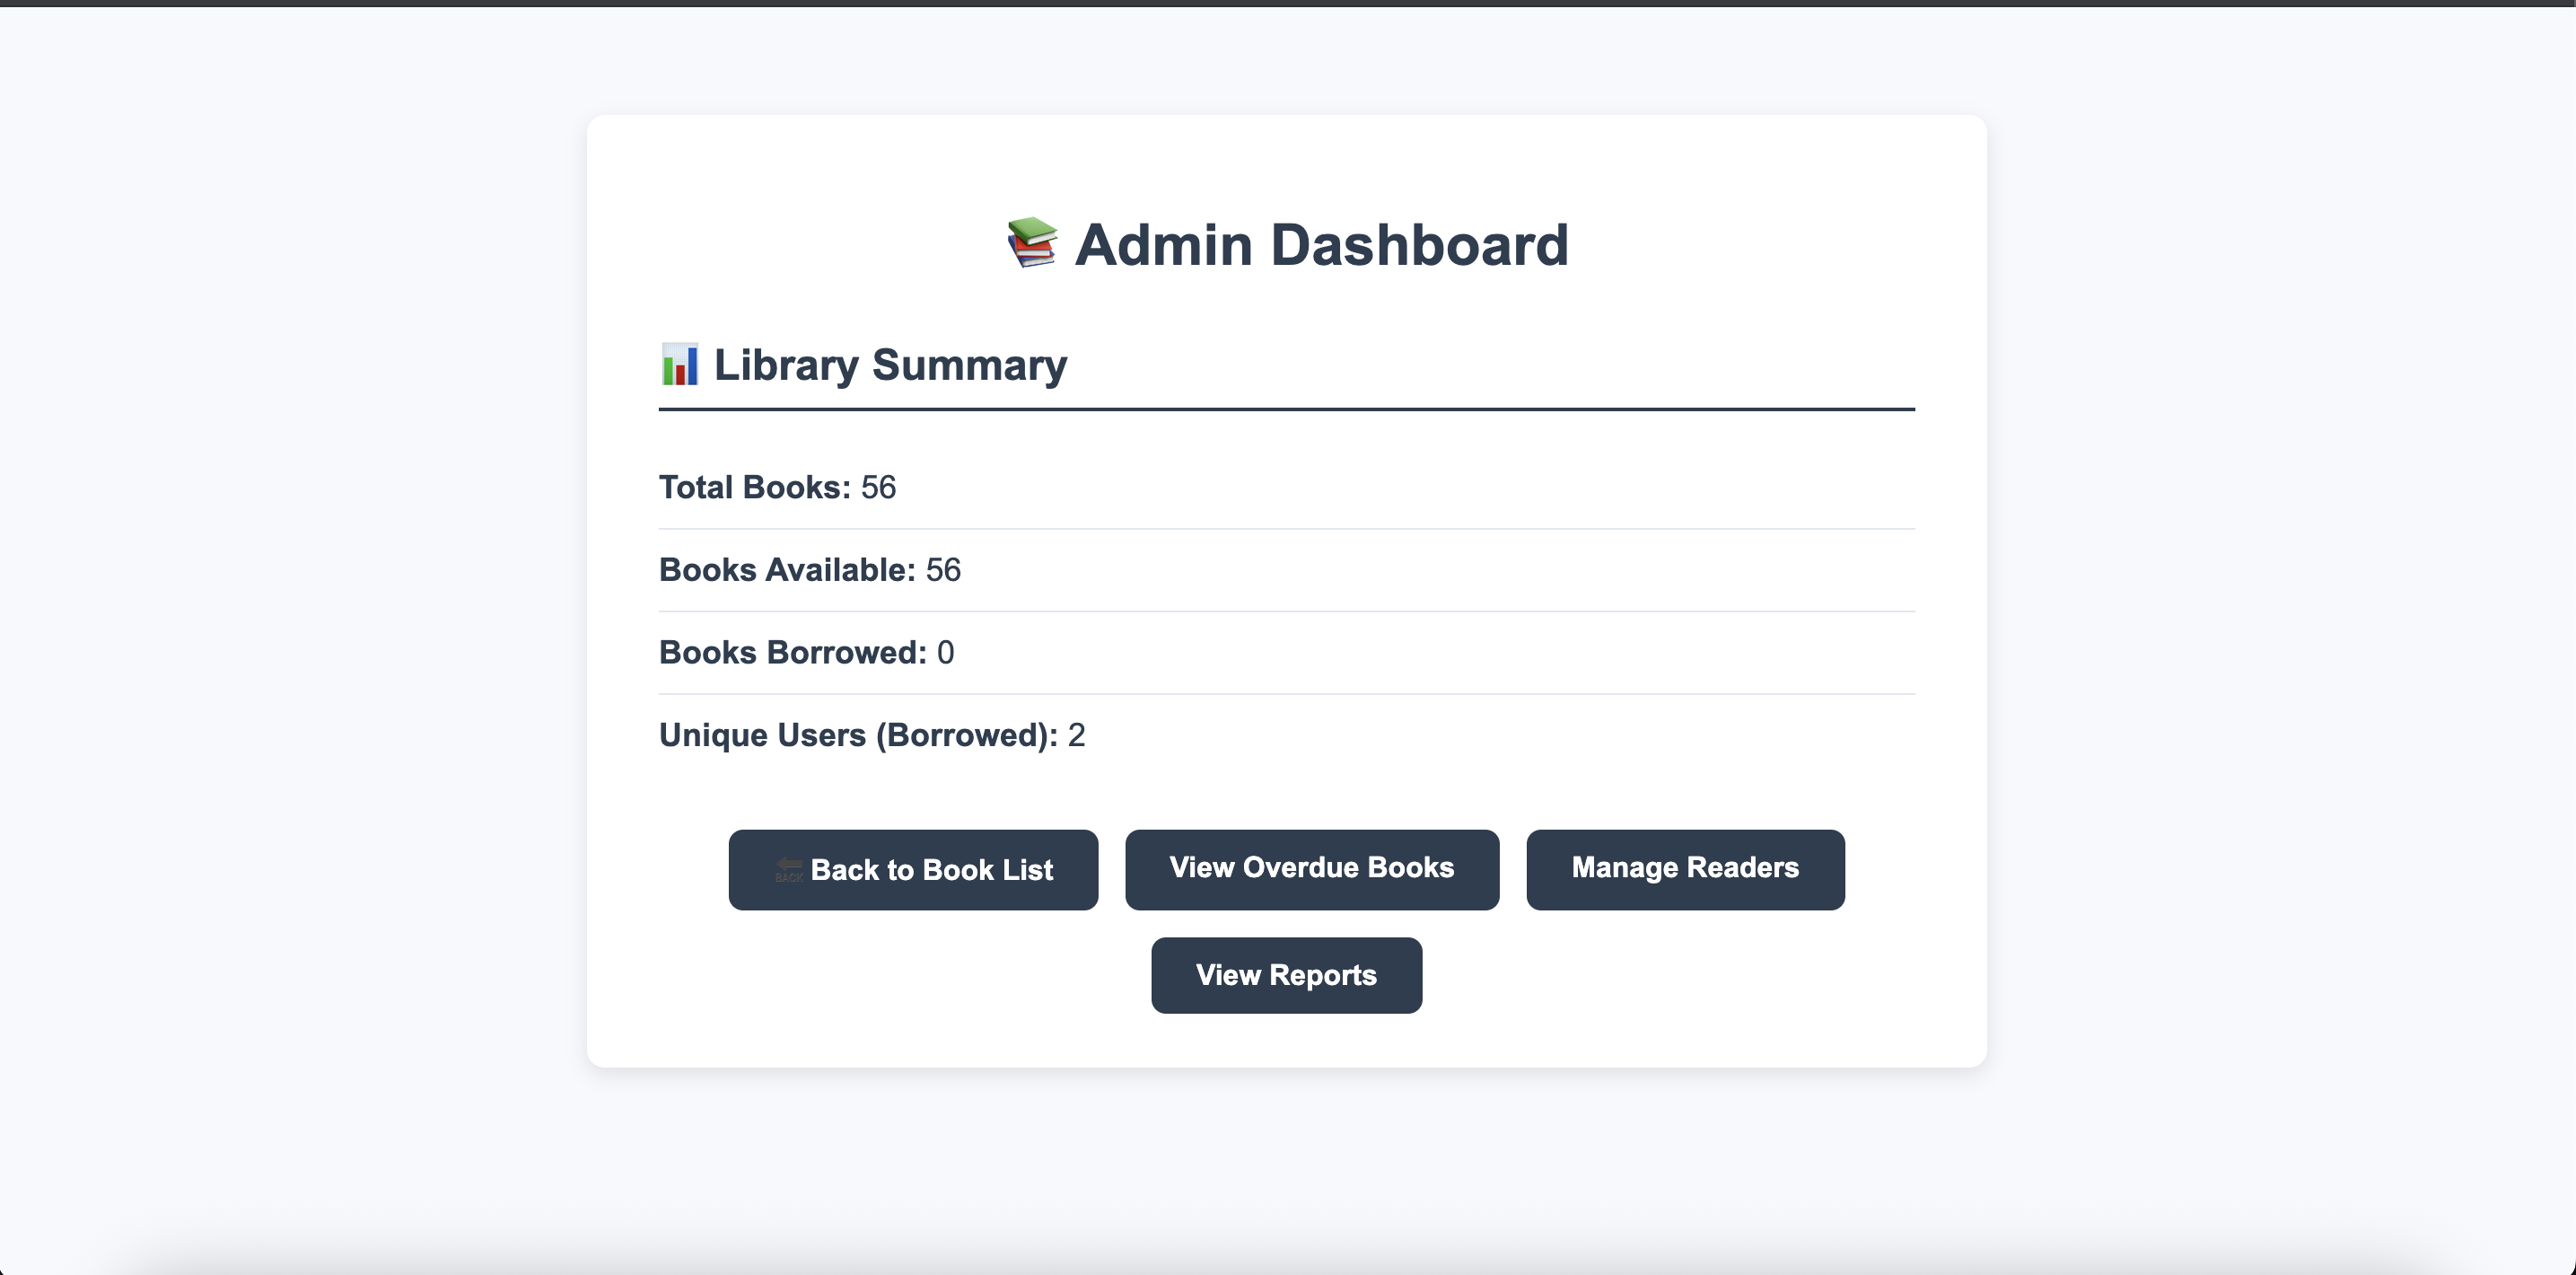 📚 Admin Dashboard
📊 Library Summary
Total Books: 56
Books Available: 56
Books Borrowed: 0
Unique Users (Borrowed): 2
🔙 Back to Book List
View Overdue Books
Manage Readers
View Reports